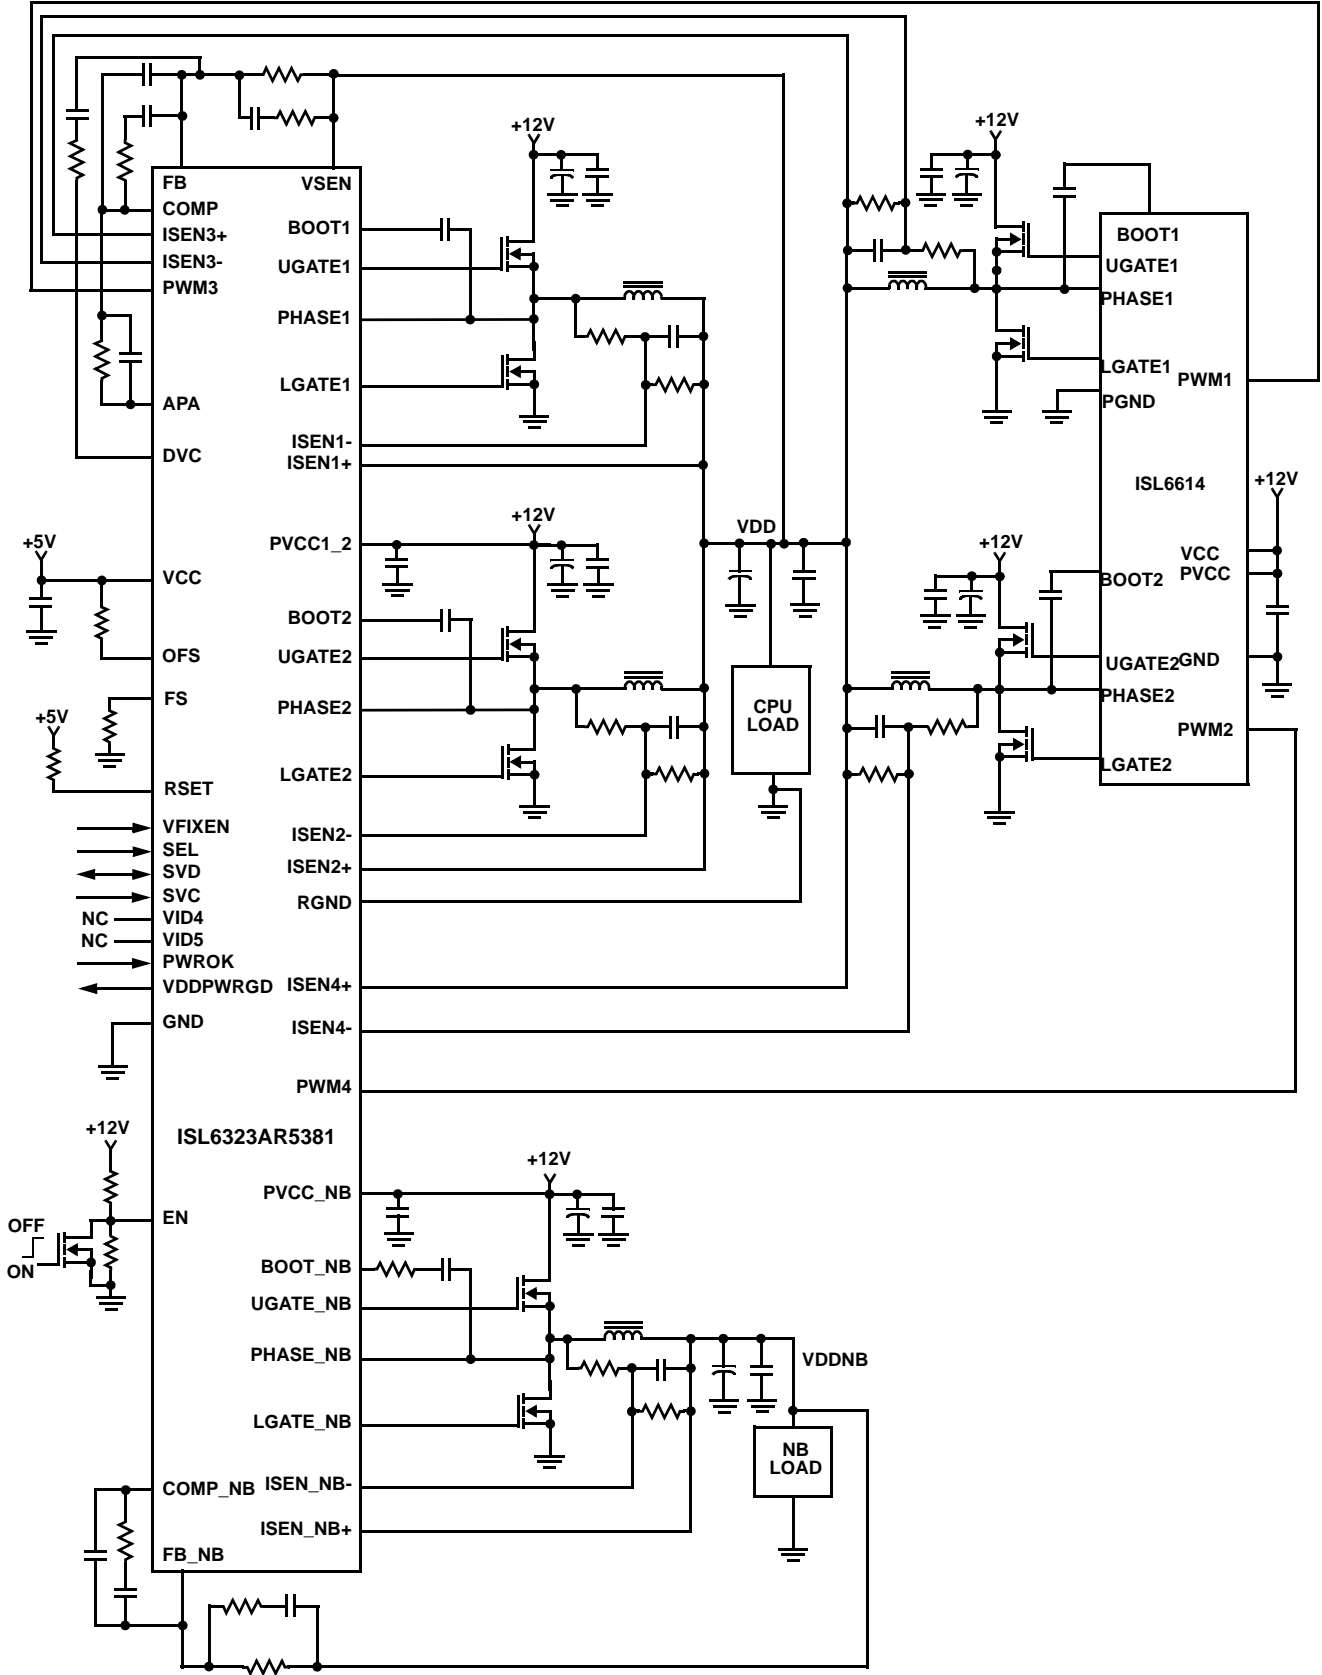 +12V
+12V
FB
VSEN
COMP
ISEN3+
ISEN3-
PWM3
APA
DVC
BOOT1
UGATE1
PHASE1
LGATE1
ISEN1-
ISEN1+
BOOT1
UGATE1
PHASE1
LGATE1
PWM1
PGND
ISL6614
+12V
+5V
+12V
VDD
+12V
PVCC1_2
VCC
VCC
PVCC
BOOT2
BOOT2
OFS
UGATE2
UGATE2
GND
FS
+5V
PHASE2
PHASE2
CPU
LOAD
PWM2
LGATE2
LGATE2
RSET
VFIXEN
ISEN2-
SEL
SVD
ISEN2+
SVC
RGND
NC
VID4
NC
VID5
PWROK
VDDPWRGD
ISEN4+
GND
ISEN4-
PWM4
+12V
ISL6323AR5381
+12V
PVCC_NB
EN
OFF
ON
BOOT_NB
UGATE_NB
PHASE_NB
VDDNB
LGATE_NB
NB
LOAD
COMP_NB
ISEN_NB-
ISEN_NB+
FB_NB